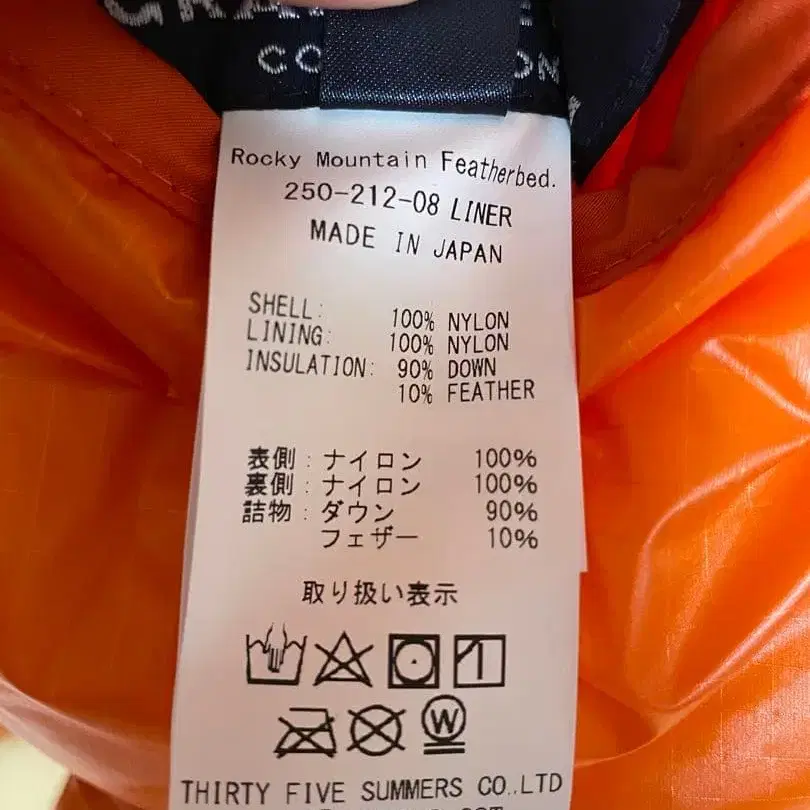 Rocky Mountain Featherbed.
250-212-08 LINER
MADE IN JAPAN
SHELL: 100% NYLON
LINING: 100% NYLON
INSULATION: 90% DOWN
10% FEATHER
表側:ナイロン 100%
裏側:ナイロン 100%
詰物:ダウン 90%
フェザー 10%
取り扱い表示
W
THIRTY FIVE SUMMERS CO.,LTD